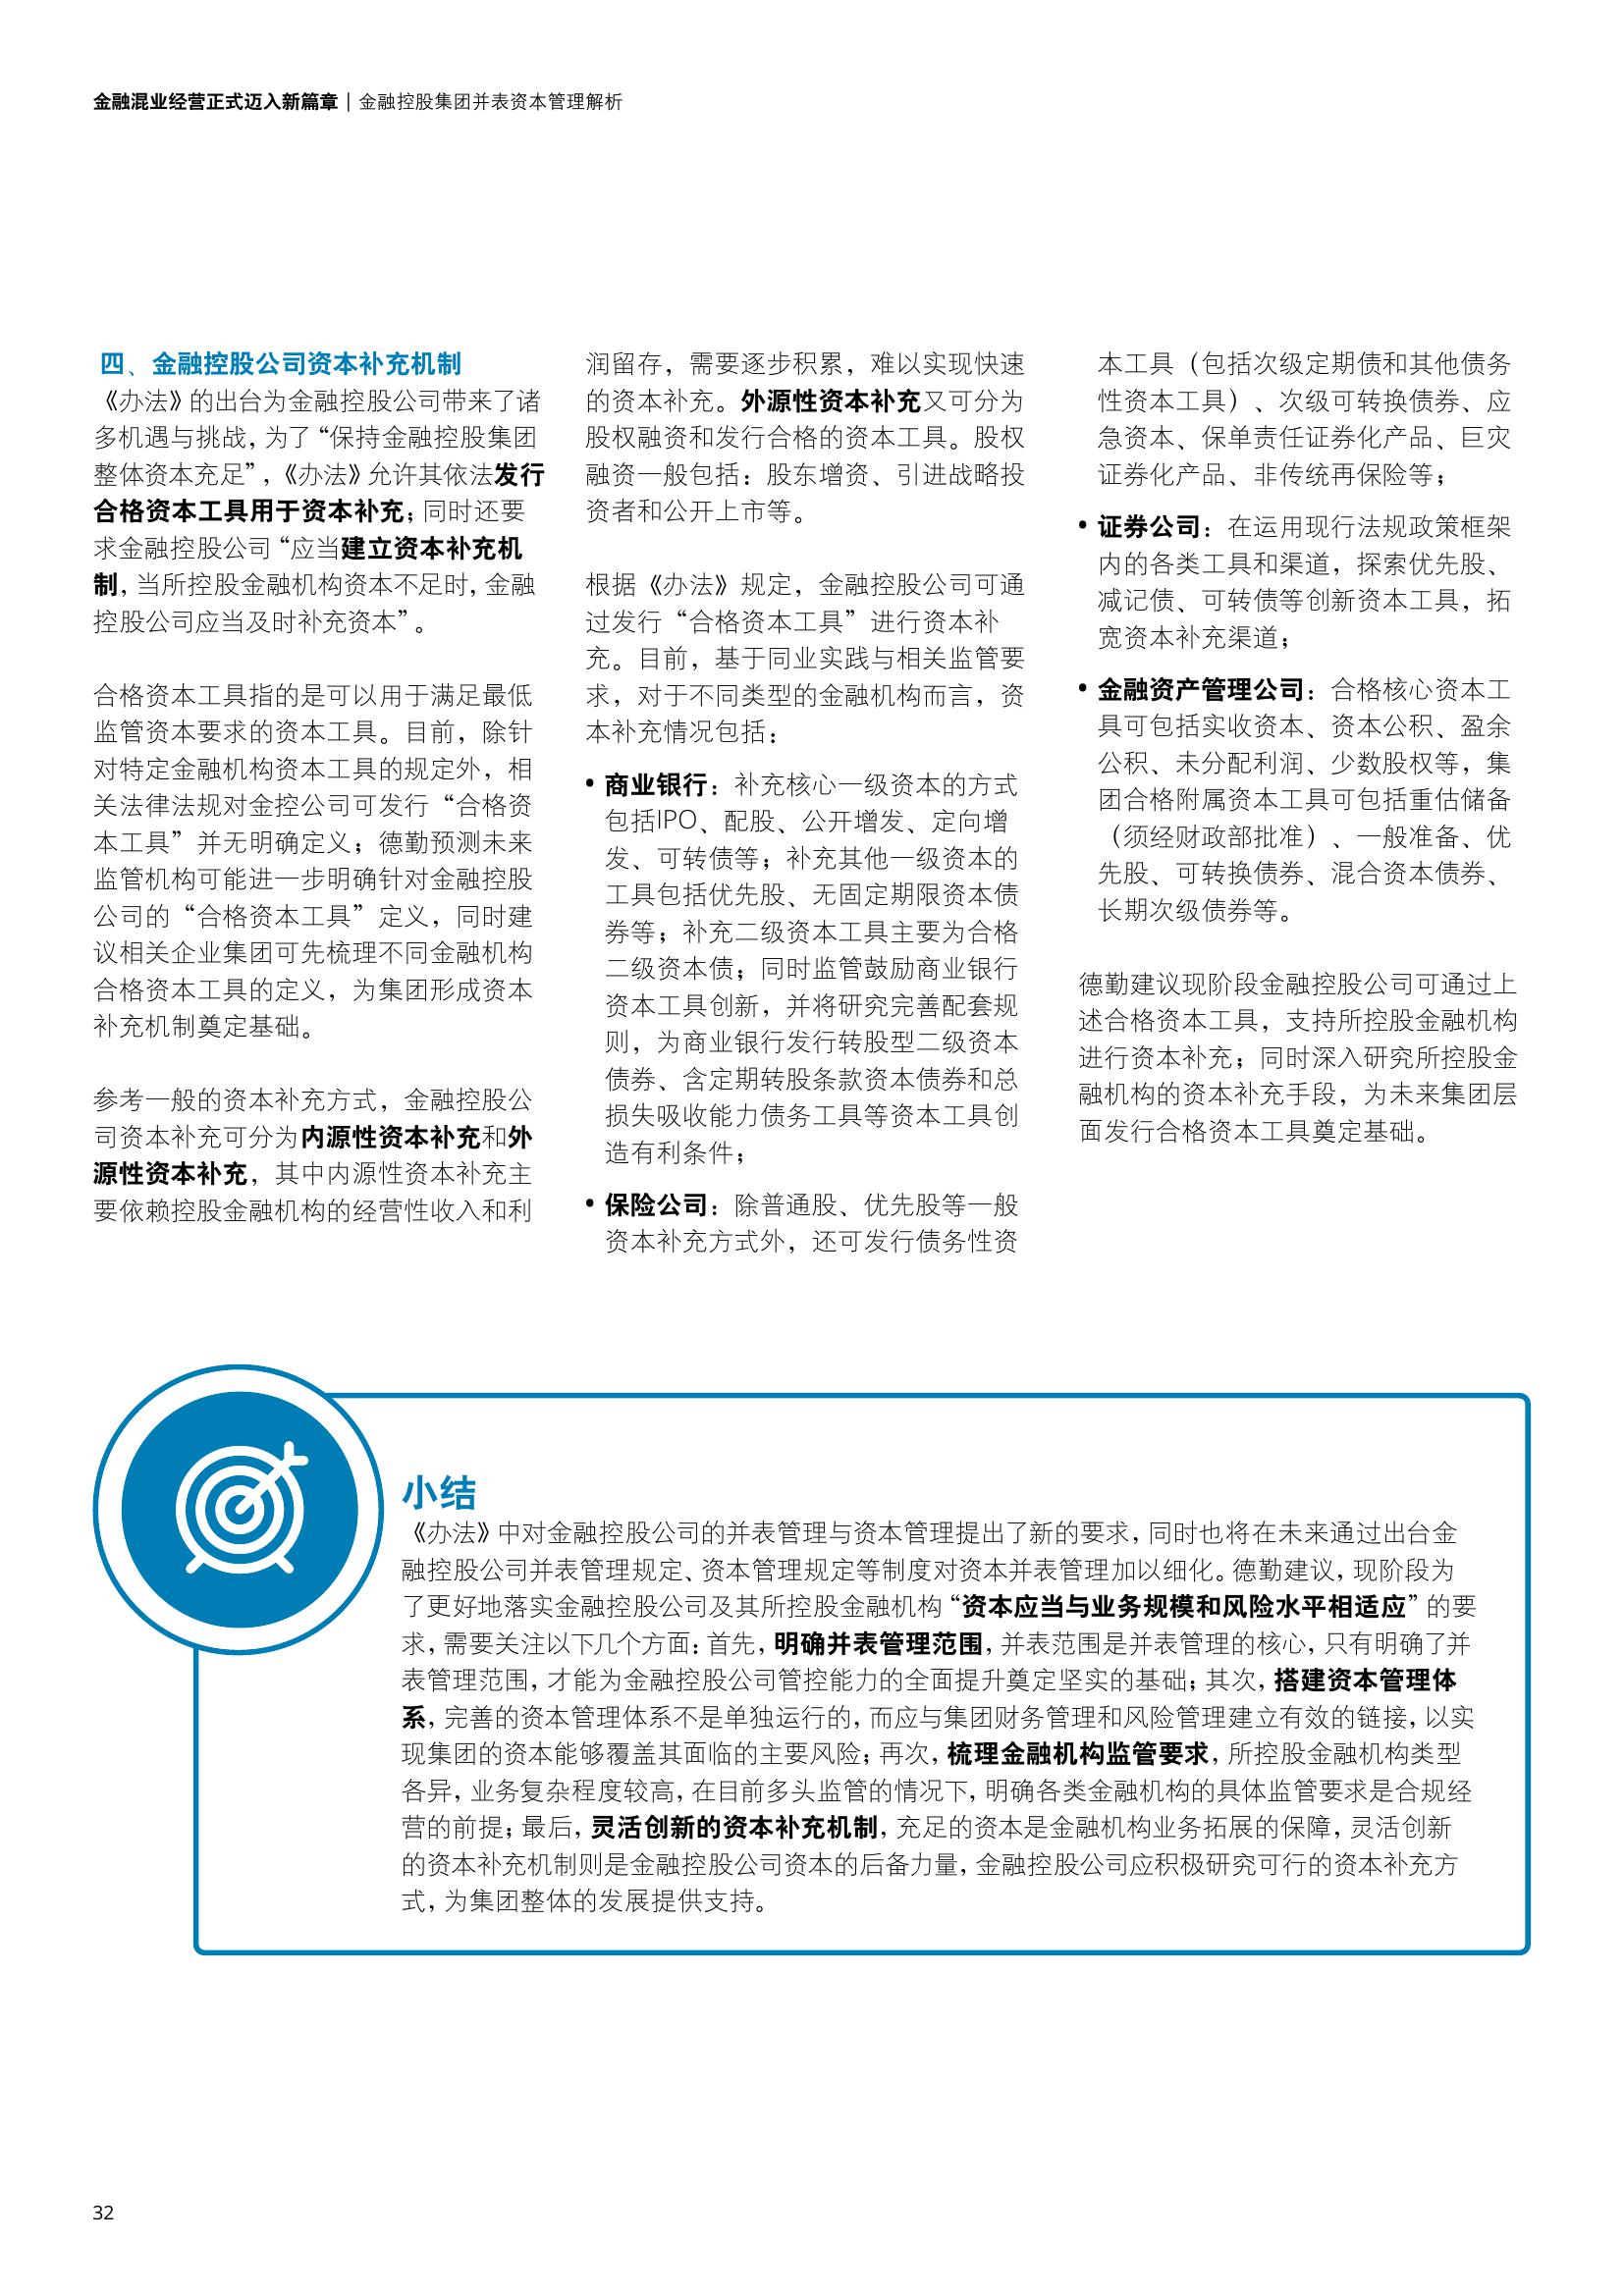 金融混业经营正式迈入新篇章 | 金融控股集团并表资本管理解析
四、金融控股公司资本补充机制
《办法》的出台为金融控股公司带来了诸
多机遇与挑战，为了“保持金融控股集团
整体资本充足”，《办法》允许其依法发行
合格资本工具用于资本补充；同时还要
求金融控股公司“应当建立资本补充机
制，当所控股金融机构资本不足时，金融
控股公司应当及时补充资本”。
合格资本工具指的是可以用于满足最低
监管资本要求的资本工具。目前，除针
对特定金融机构资本工具的规定外，相
关法律法规对金控公司可发行“合格资
本工具”并无明确定义；德勤预测未来
监管机构可能进一步明确针对金融控股
公司的“合格资本工具”定义，同时建
议相关企业集团可先梳理不同金融机构
合格资本工具的定义，为集团形成资本
补充机制奠定基础。
参考一般的资本补充方式，金融控股公
司资本补充可分为内源性资本补充和外
源性资本补充，其中内源性资本补充主
要依赖控股金融机构的经营性收入和利
润留存，需要逐步积累，难以实现快速
的资本补充。外源性资本补充又可分为
股权融资和发行合格的资本工具。股权
融资一般包括：股东增资、引进战略投
资者和公开上市等。
根据《办法》规定，金融控股公司可通
过发行“合格资本工具”进行资本补
充。目前，基于同业实践与相关监管要
求，对于不同类型的金融机构而言，资
本补充情况包括：
• 商业银行：补充核心一级资本的方式
包括IPO、配股、公开增发、定向增
发、可转债等；补充其他一级资本的
工具包括优先股、无固定期限资本债
券等；补充二级资本工具主要为合格
二级资本债；同时监管鼓励商业银行
资本工具创新，并将研究完善配套规
则，为商业银行发行转股型二级资本
债券、含定期转股条款资本债券和总
损失吸收能力债务工具等资本工具创
造有利条件；
• 保险公司：除普通股、优先股等一般
资本补充方式外，还可发行债务性资
本工具（包括次级定期债和其他债务
性资本工具）、次级可转换债券、应
急资本、保单责任证券化产品、巨灾
证券化产品、非传统再保险等；
• 证券公司：在运用现行法规政策框架
内的各类工具和渠道，探索优先股、
减记债、可转债等创新资本工具，拓
宽资本补充渠道；
• 金融资产管理公司：合格核心资本工
具可包括实收资本、资本公积、盈余
公积、未分配利润、少数股权等，集
团合格附属资本工具可包括重估储备
（须经财政部批准）、一般准备、优
先股、可转换债券、混合资本债券、
长期次级债券等。
德勤建议现阶段金融控股公司可通过上
述合格资本工具，支持所控股金融机构
进行资本补充；同时深入研究所控股金
融机构的资本补充手段，为未来集团层
面发行合格资本工具奠定基础。
小结
《办法》中对金融控股公司的并表管理与资本管理提出了新的要求，同时也将在未来通过出台金
融控股公司并表管理规定、资本管理规定等制度对资本并表管理加以细化。德勤建议，现阶段为
了更好地落实金融控股公司及其所控股金融机构“资本应当与业务规模和风险水平相适应”的要
求，需要关注以下几个方面：首先，明确并表管理范围，并表范围是并表管理的核心，只有明确了并
表管理范围，才能为金融控股公司管控能力的全面提升奠定坚实的基础；其次，搭建资本管理体
系，完善的资本管理体系不是单独运行的，而应与集团财务管理和风险管理建立有效的链接，以实
现集团的资本能够覆盖其面临的主要风险；再次，梳理金融机构监管要求，所控股金融机构类型
各异，业务复杂程度较高，在目前多头监管的情况下，明确各类金融机构的具体监管要求是合规经
营的前提；最后，灵活创新的资本补充机制，充足的资本是金融机构业务拓展的保障，灵活创新
的资本补充机制则是金融控股公司资本的后备力量，金融控股公司应积极研究可行的资本补充方
式，为集团整体的发展提供支持。
32